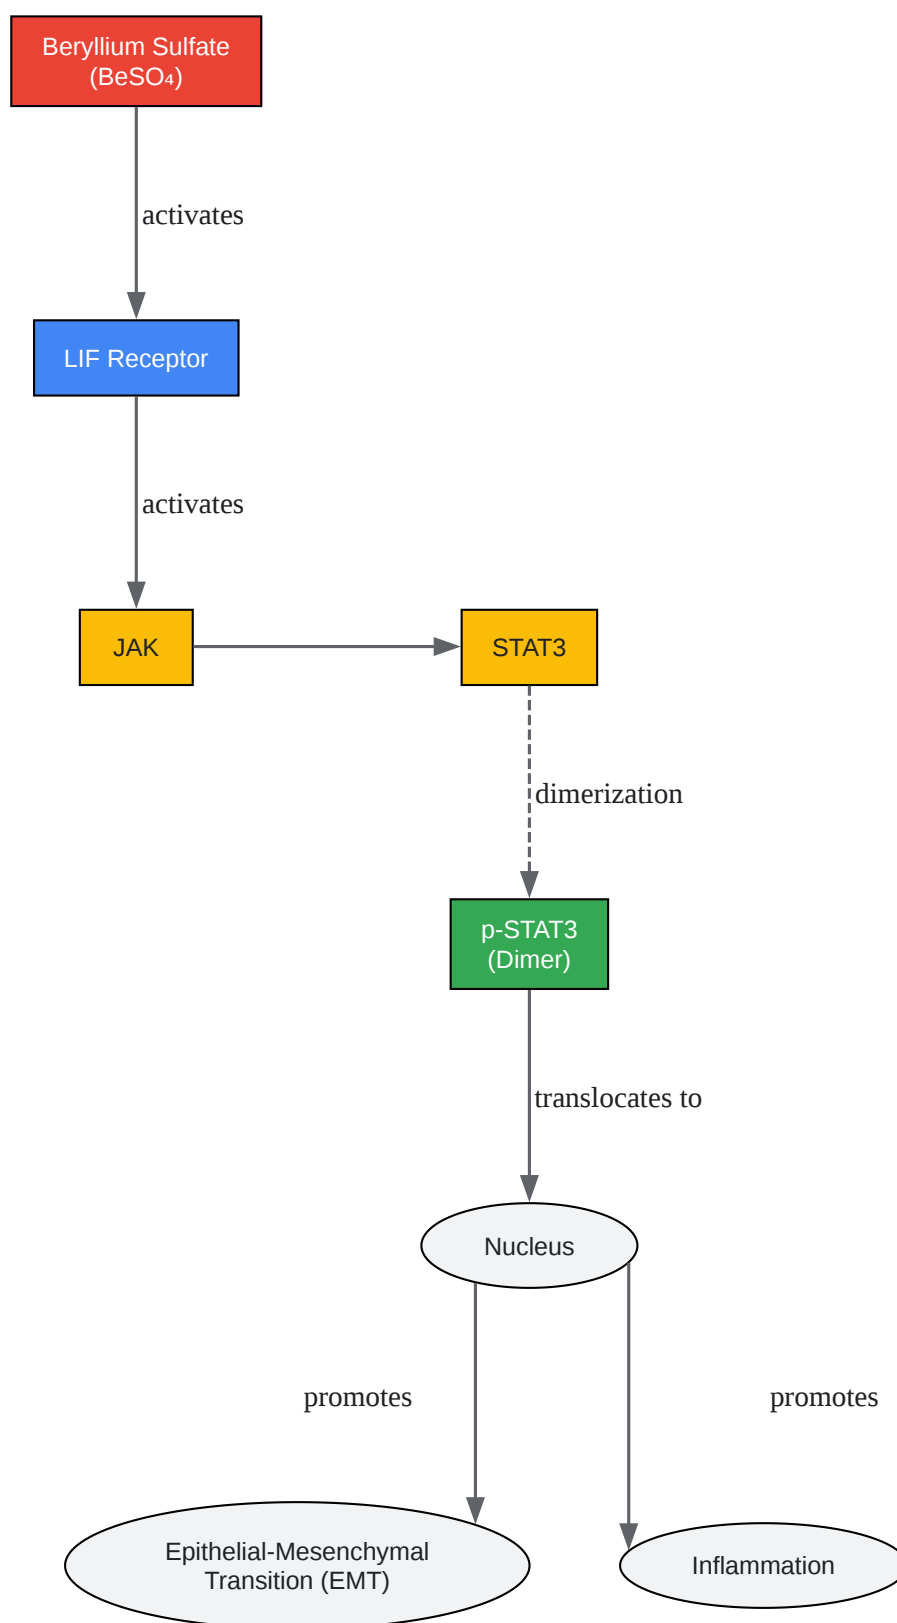 Beryllium Sulfate
(BeSO₄)
activates
LIF Receptor
activates
JAK
STAT3
dimerization
p-STAT3
(Dimer)
translocates to
Nucleus
promotes
promotes
Epithelial-Mesenchymal
Transition (EMT)
Inflammation